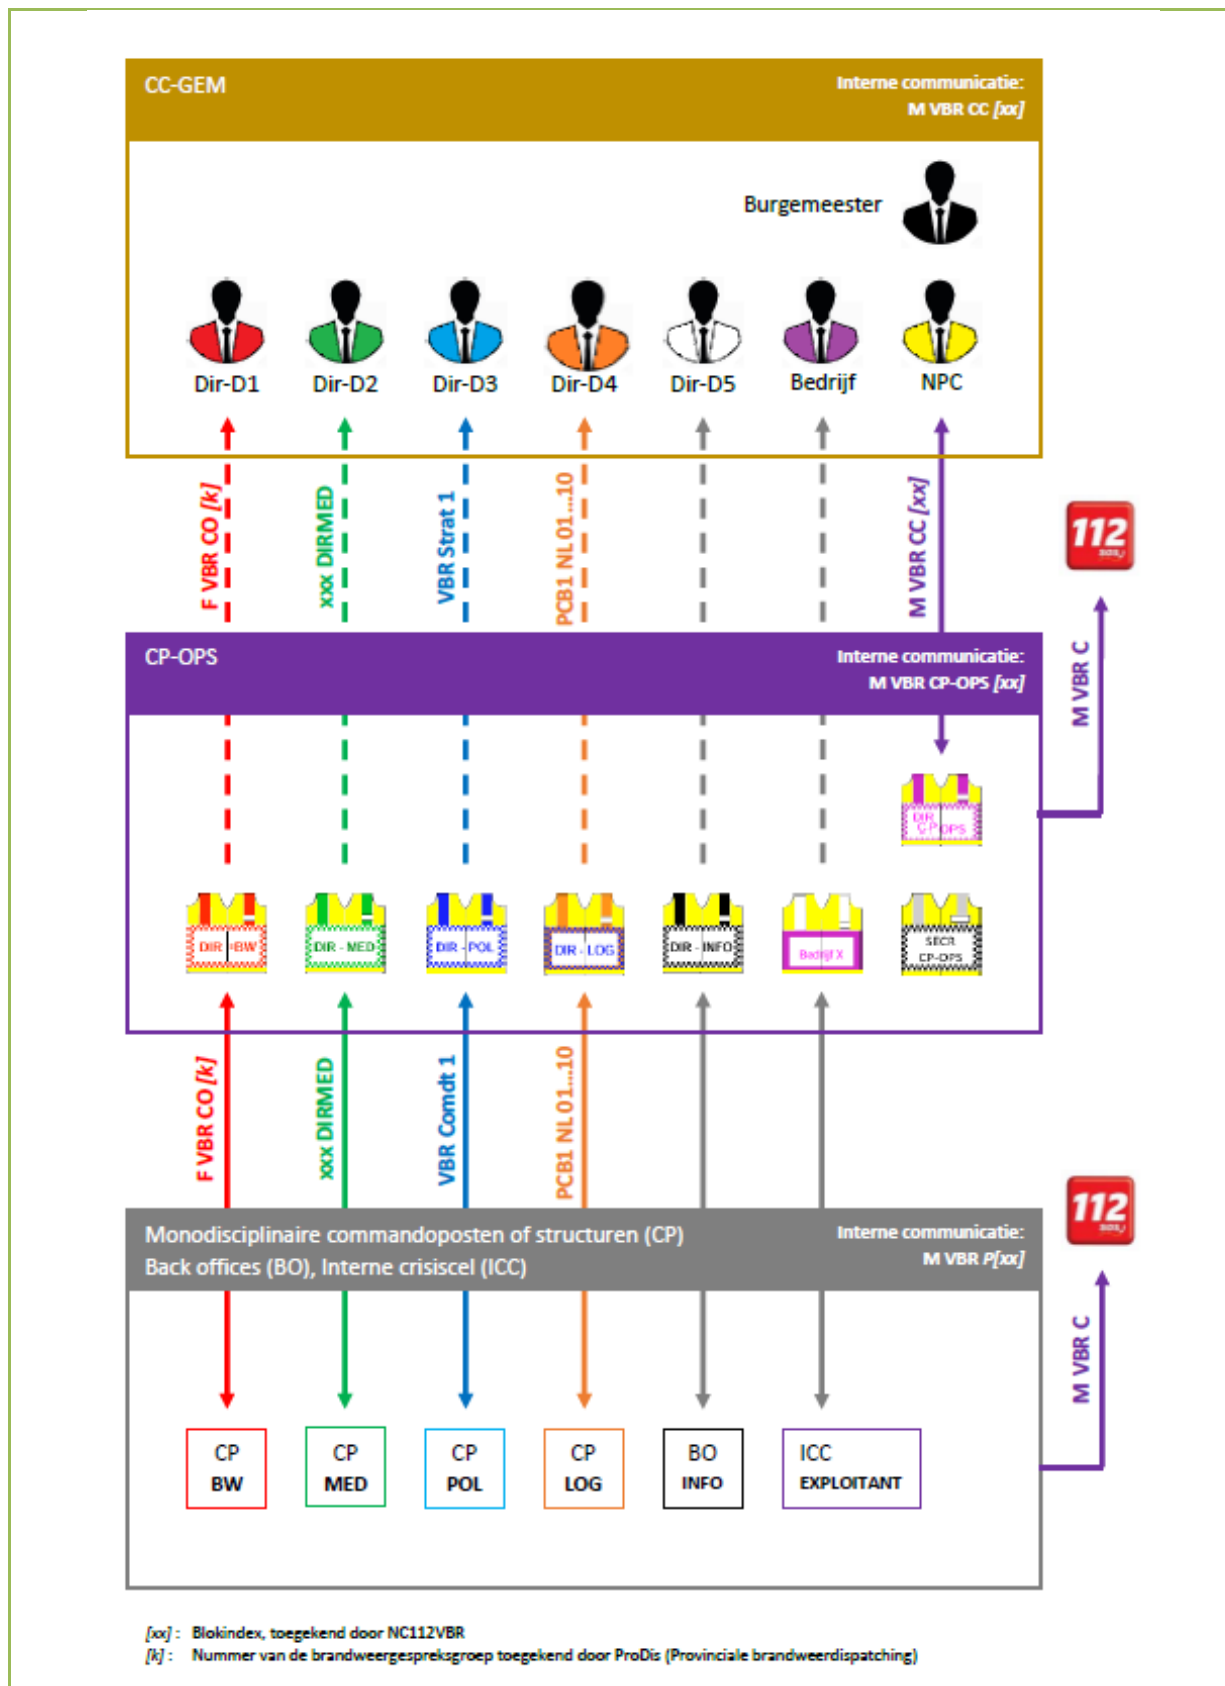 CC-GEM
Interne communicatie:
M VBR CC [xx]
Burgemeester
Dir-D1
Dir-D2
Dir-D3
Dir-D4
Dir-D5
Bedrijf
NPC
F VBR CO [k]
xxx DIRMED
VBR Strat 1
PCB1 NL 01...10
M VBR CC [xx]
112
M VBR C
CP-OPS
Interne communicatie:
M VBR CP-OPS [xx]
DIR
CP OPS
DIR - BW
DIR - MED
DIR - POL
DIR - LOG
DIR - INFO
Bedrijf X
SECR
CP-OPS
F VBR CO [k]
xxx DIRMED
VBR Comdt 1
PCB1 NL 01...10
112
M VBR C
Monodisciplinaire commandoposten of structuren (CP)
Back offices (BO), Interne crisiscel (ICC)
Interne communicatie:
M VBR P[xx]
CP
BW
CP
MED
CP
POL
CP
LOG
BO
INFO
ICC
EXPLOITANT
[xx] : Blokindex, toegekend door NC112VBR
[k] : Nummer van de brandweergespreksgroep toegekend door ProDis (Provinciale brandweerdispatching)